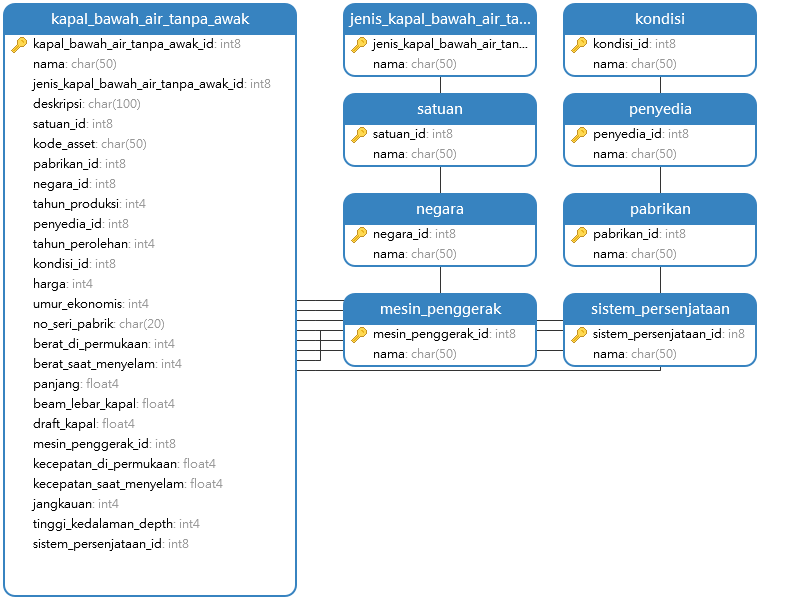 kapal_bawah_air_tanpa_awak
kapal_bawah_air_tanpa_awak_id: int8
nama: char(50)
jenis_kapal_bawah_air_tanpa_awak_id: int8
deskripsi: char(100)
satuan_id: int8
kode_asset: char(50)
pabrikan_id: int8
negara_id: int8
tahun_produksi: int4
penyedia_id: int8
tahun_perolehan: int4
kondisi_id: int8
harga: int4
umur_ekonomis: int4
no_seri_pabrik: char(20)
berat_di_permukaan: int4
berat_saat_menyelam: int4
panjang: float4
beam_lebar_kapal: float4
draft_kapal: float4
mesin_penggerak_id: int8
kecepatan_di_permukaan: float4
kecepatan_saat_menyelam: float4
jangkauan: int4
tinggi_kedalaman_depth: int4
sistem_persenjataan_id: int8
jenis_kapal_bawah_air_ta...
jenis_kapal_bawah_air_tan...
nama: char(50)
satuan
satuan_id: int8
nama: char(50)
negara
negara_id: int8
nama: char(50)
mesin_penggerak
mesin_penggerak_id: int8
nama: char(50)
kondisi
kondisi_id: int8
nama: char(50)
penyedia
penyedia_id: int8
nama: char(50)
pabrikan
pabrikan_id: int8
nama: char(50)
sistem_persenjataan
sistem_persenjataan_id: in8
nama: char(50)